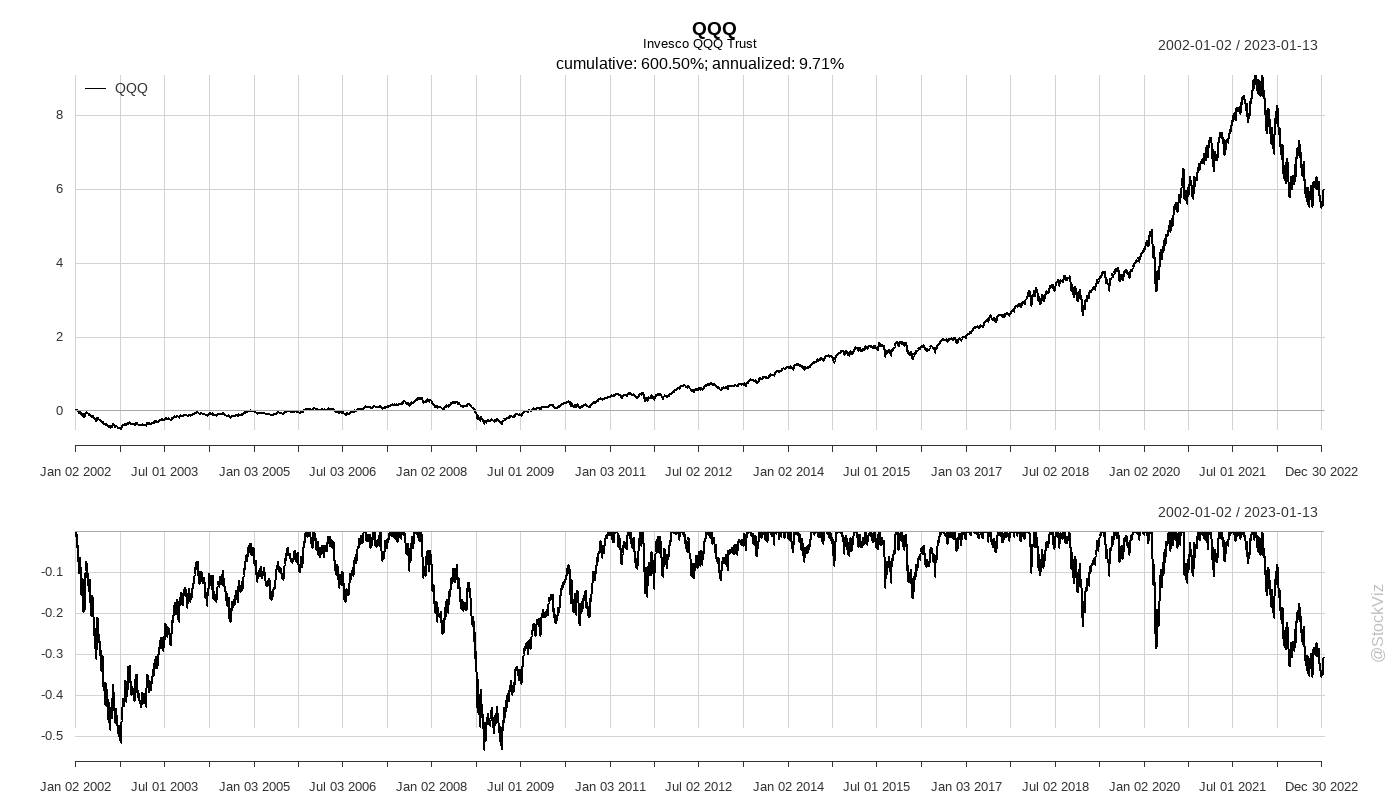 QQQ
Invesco QQQ Trust
2002-01-02 / 2023-01-13
cumulative: 600.50%; annualized: 9.71%
QQQ
8
6
4
2
0
Jan 02 2002 Jul 01 2003 Jan 03 2005 Jul 03 2006 Jan 02 2008 Jul 01 2009 Jan 03 2011 Jul 02 2012 Jan 02 2014 Jul 01 2015 Jan 03 2017 Jul 02 2018 Jan 02 2020 Jul 01 2021 Dec 30 2022
2002-01-02 / 2023-01-13
-0.1
-0.2
-0.3
-0.4
-0.5
Jan 02 2002 Jul 01 2003 Jan 03 2005 Jul 03 2006 Jan 02 2008 Jul 01 2009 Jan 03 2011 Jul 02 2012 Jan 02 2014 Jul 01 2015 Jan 03 2017 Jul 02 2018 Jan 02 2020 Jul 01 2021 Dec 30 2022
@StockViz